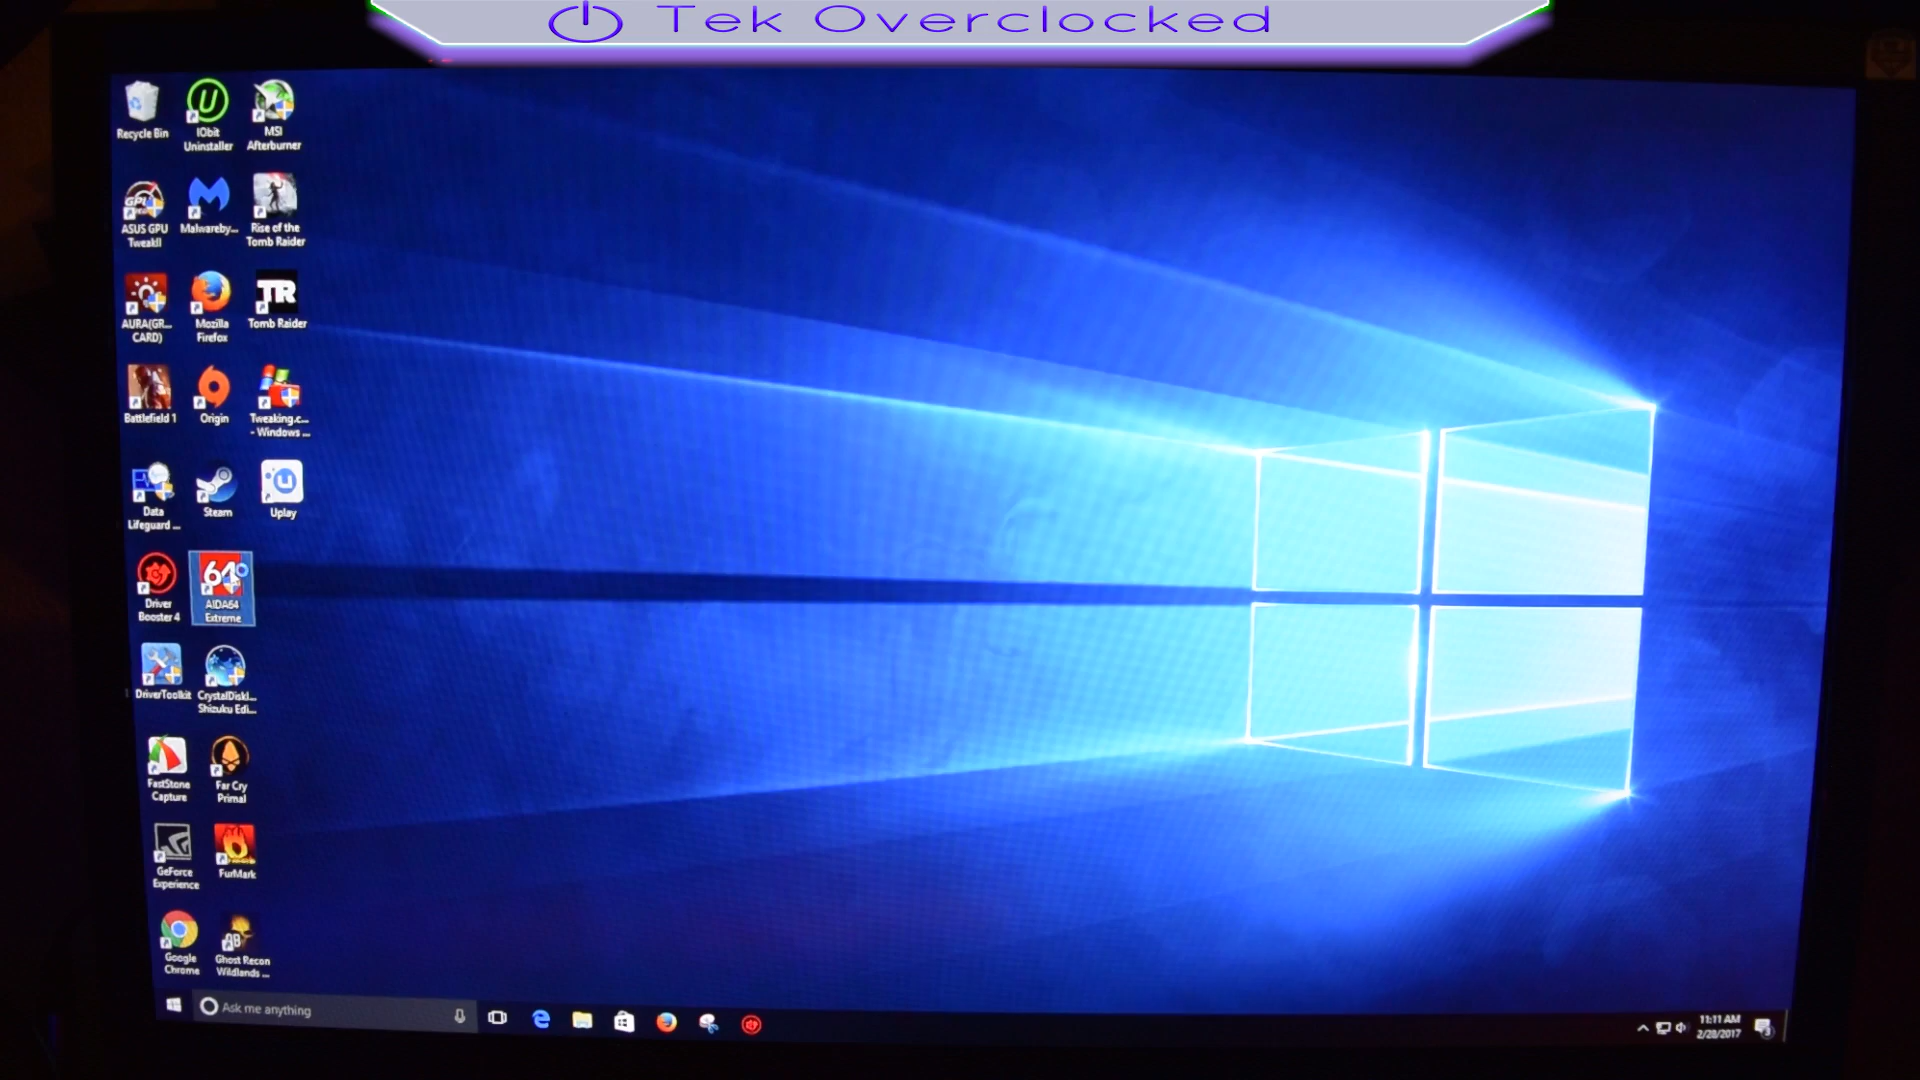 Tek Overclocked
Recycle Bin
IObit
Uninstaller
MSI
Afterburner
ASUS GPU
TweakII
Malwareby...
Rise of the
Tomb Raider
AURA(GR...
CARD)
Mozilla
Firefox
TR
Tomb Raider
Battlefield 1
Origin
Tweaking.c...
- Windows ...
Data
Lifeguard ...
Steam
Uplay
Driver
Booster 4
64
AIDA64
Extreme
DriverToolkit
CrystalDiskI...
Shizuku Edi...
FastStone
Capture
Far Cry
Primal
GeForce
Experience
FurMark
Google
Chrome
Ghost Recon
Wildlands ...
Ask me anything
11:11 AM
2/28/2017